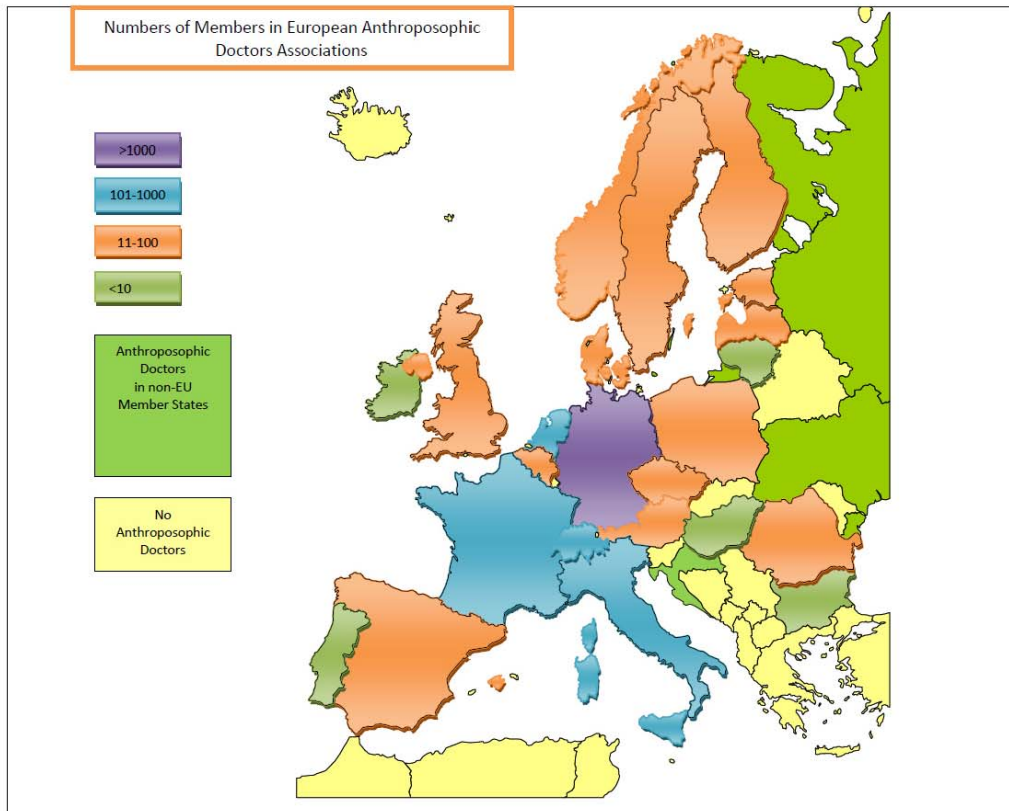 Numbers of Members in European Anthroposophic
Doctors Associations
>1000
101-1000
11-100
<10
Anthroposophic
Doctors
in non-EU
Member States
No
Anthroposophic
Doctors